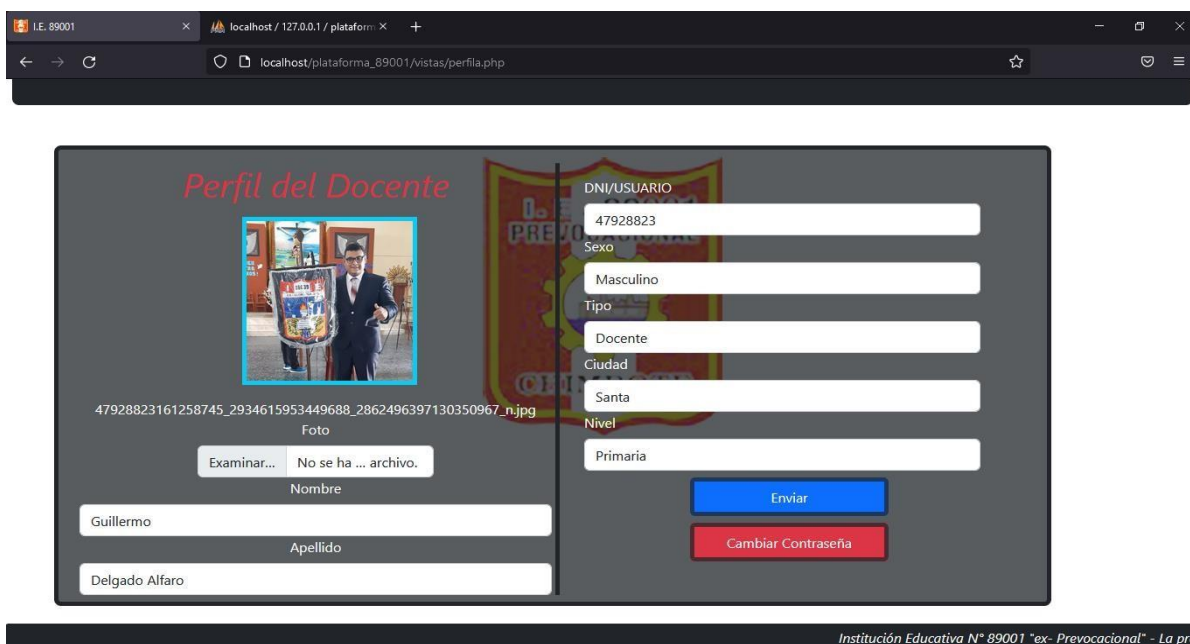 I.E. 89001
localhost / 127.0.0.1 / plataform
localhost/plataforma_89001/vistas/perfila.php
Perfil del Docente
47928823161258745_2934615953449688_2862496397130350967_n.jpg
Foto
Examinar... No se ha ... archivo.
Nombre
Guillermo
Apellido
Delgado Alfaro
DNI/USUARIO
47928823
Sexo
Masculino
Tipo
Docente
Ciudad
Santa
Nivel
Primaria
Enviar
Cambiar Contraseña
Institución Educativa N° 89001 "ex- Prevocacional" - La pr